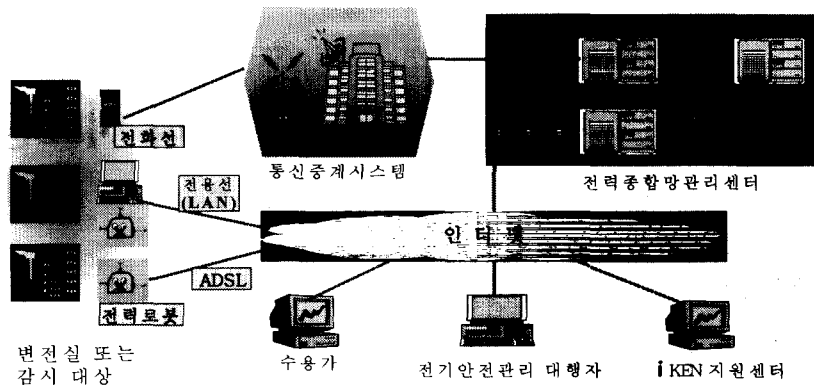 전화선
통신중계시스템
전력종합망관리센터
전용선
(LAN)
인터넷
ADSL
전력로봇
변전실 또는
감시 대상
수용가
전기안전관리 대행자
i KEN 지원센터